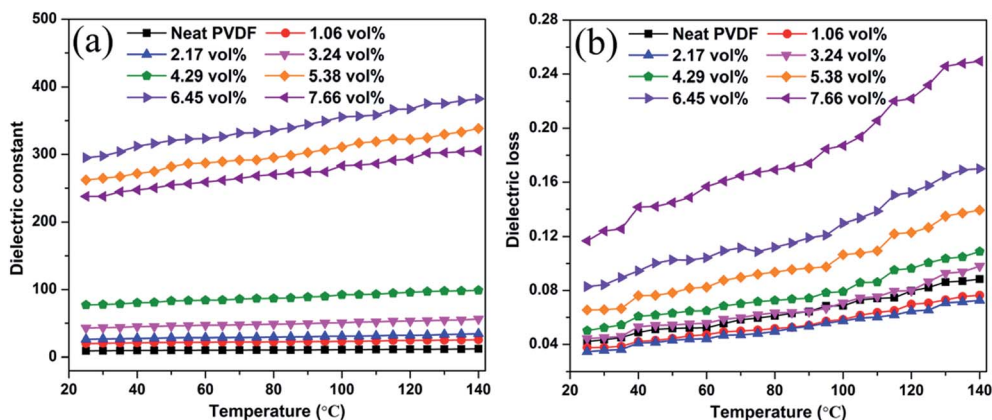 (a)
Neat PVDF 1.06 vol%
2.17 vol% 3.24 vol%
4.29 vol% 5.38 vol%
6.45 vol% 7.66 vol%
500
400
300
200
100
0
Dielectric constant
20 40 60 80 100 120 140
Temperature (°C)
(b)
Neat PVDF 1.06 vol%
2.17 vol% 3.24 vol%
4.29 vol% 5.38 vol%
6.45 vol% 7.66 vol%
0.28
0.24
0.20
0.16
0.12
0.08
0.04
Dielectric loss
20 40 60 80 100 120 140
Temperature (°C)